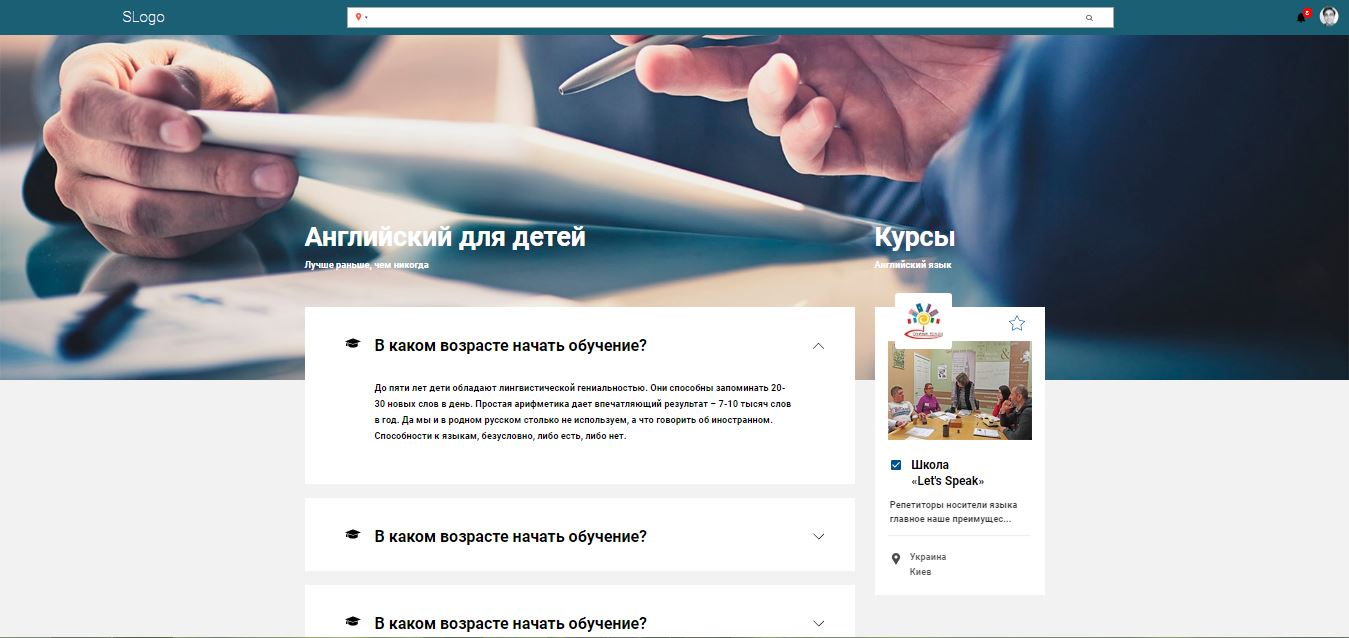 SLogo
6
Английский для детей
Лучше раньше, чем никогда
Курсы
Английский язык
В каком возрасте начать обучение?
До пяти лет дети обладают лингвистической гениальностью. Они способны запоминать 20-
30 новых слов в день. Простая арифметика дает впечатляющий результат – 7-10 тысяч слов
в год. Да мы и в родном русском столько не используем, а что говорить об иностранном.
Способности к языкам, безусловно, либо есть, либо нет.
В каком возрасте начать обучение?
В каком возрасте начать обучение?
Школа
«Let's Speak»
Репетиторы носители языка
главное наше преимущес...
Украина
Киев